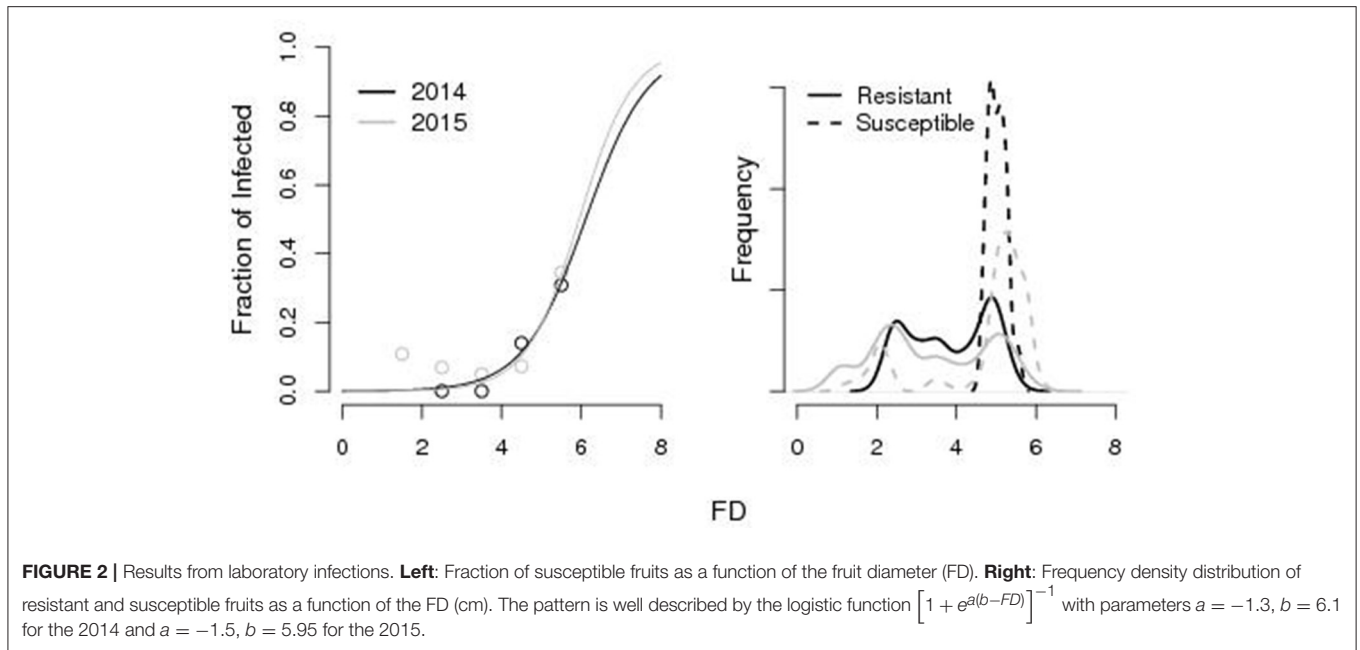 1.0
0.8
0.6
0.4
0.2
0.0
Fraction of Infected
2014
2015
0 2 4 6 8
Frequency
Resistant
Susceptible
0 2 4 6 8
FD
FIGURE 2 | Results from laboratory infections. Left: Fraction of susceptible fruits as a function of the fruit diameter (FD). Right: Frequency density distribution of
resistant and susceptible fruits as a function of the FD (cm). The pattern is well described by the logistic function [1 + e^{a(b−FD)}]^{−1} with parameters a = −1.3, b = 6.1
for the 2014 and a = −1.5, b = 5.95 for the 2015.